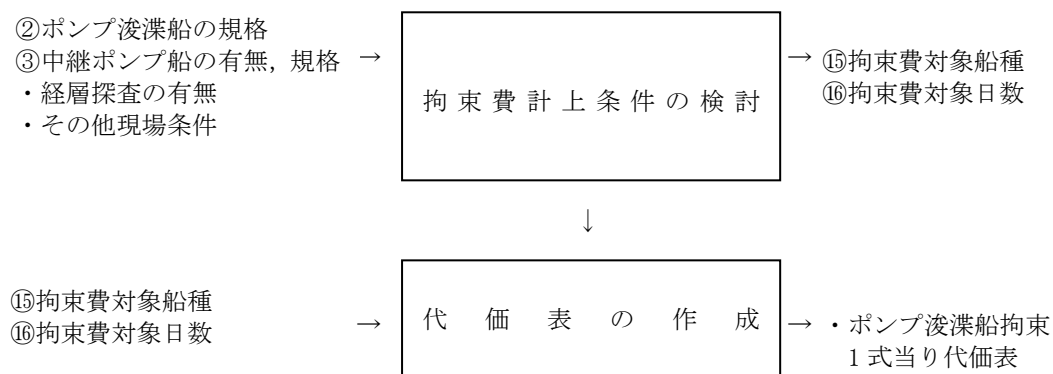 ②ポンプ浚渫船の規格
③中継ポンプ船の有無, 規格 →
・経層探査の有無
・その他現場条件
拘束費計上条件の検討
→ ⑮拘束費対象船種
⑯拘束費対象日数
↓
⑮拘束費対象船種
⑯拘束費対象日数 →
代価表の作成
→ ・ポンプ浚渫船拘束
1式当り代価表